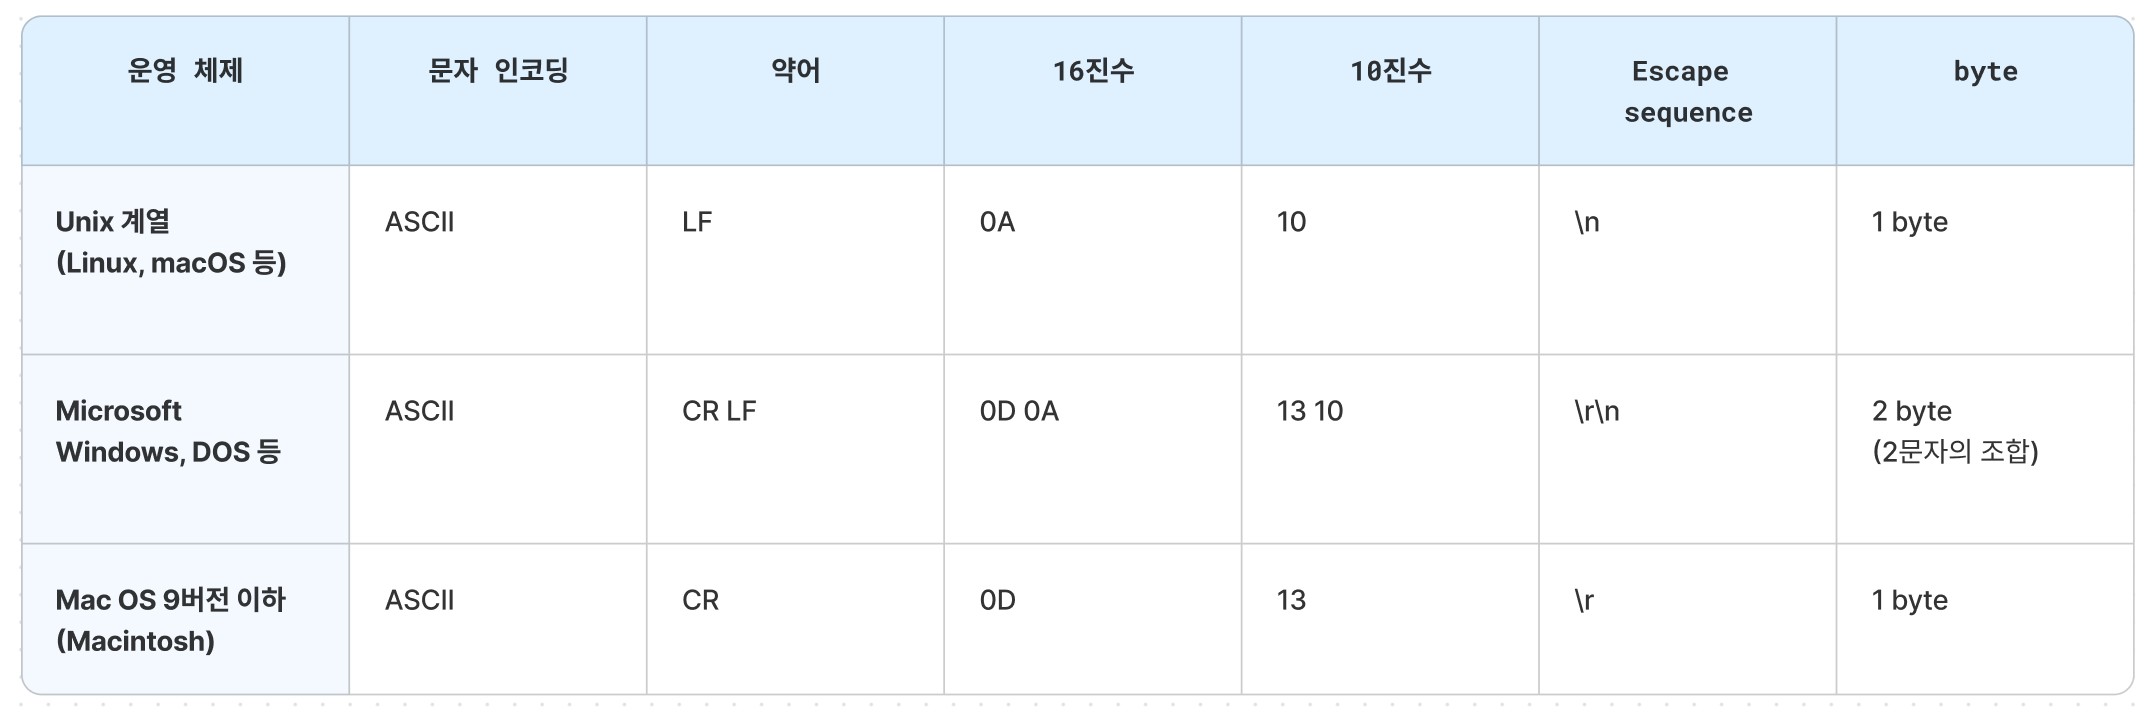 운영 체제
문자 인코딩
약어
16진수
10진수
Escape
sequence
byte
Unix 계열
(Linux, macOS 등)
ASCII
LF
0A
10
\n
1 byte
Microsoft
Windows, DOS 등
ASCII
CR LF
0D 0A
13 10
\r\n
2 byte
(2문자의 조합)
Mac OS 9버전 이하
(Macintosh)
ASCII
CR
0D
13
\r
1 byte